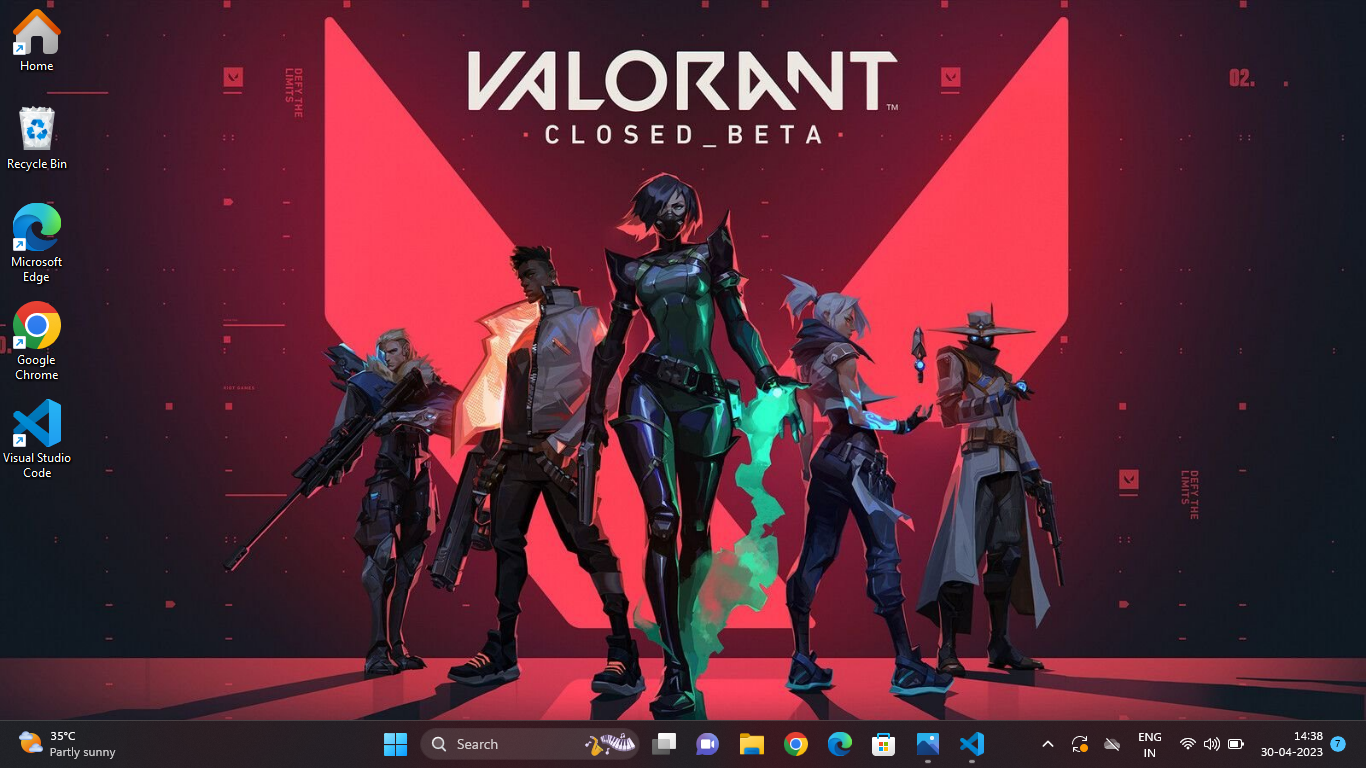 Home
Recycle Bin
Microsoft
Edge
Google
Chrome
Visual Studio
Code
VALORANT
TM
CLOSED_BETA
DEFY THE
LIMITS
02.
DEFY THE
LIMITS
35°C
Partly sunny
Search
ENG
IN
14:38
30-04-2023
7